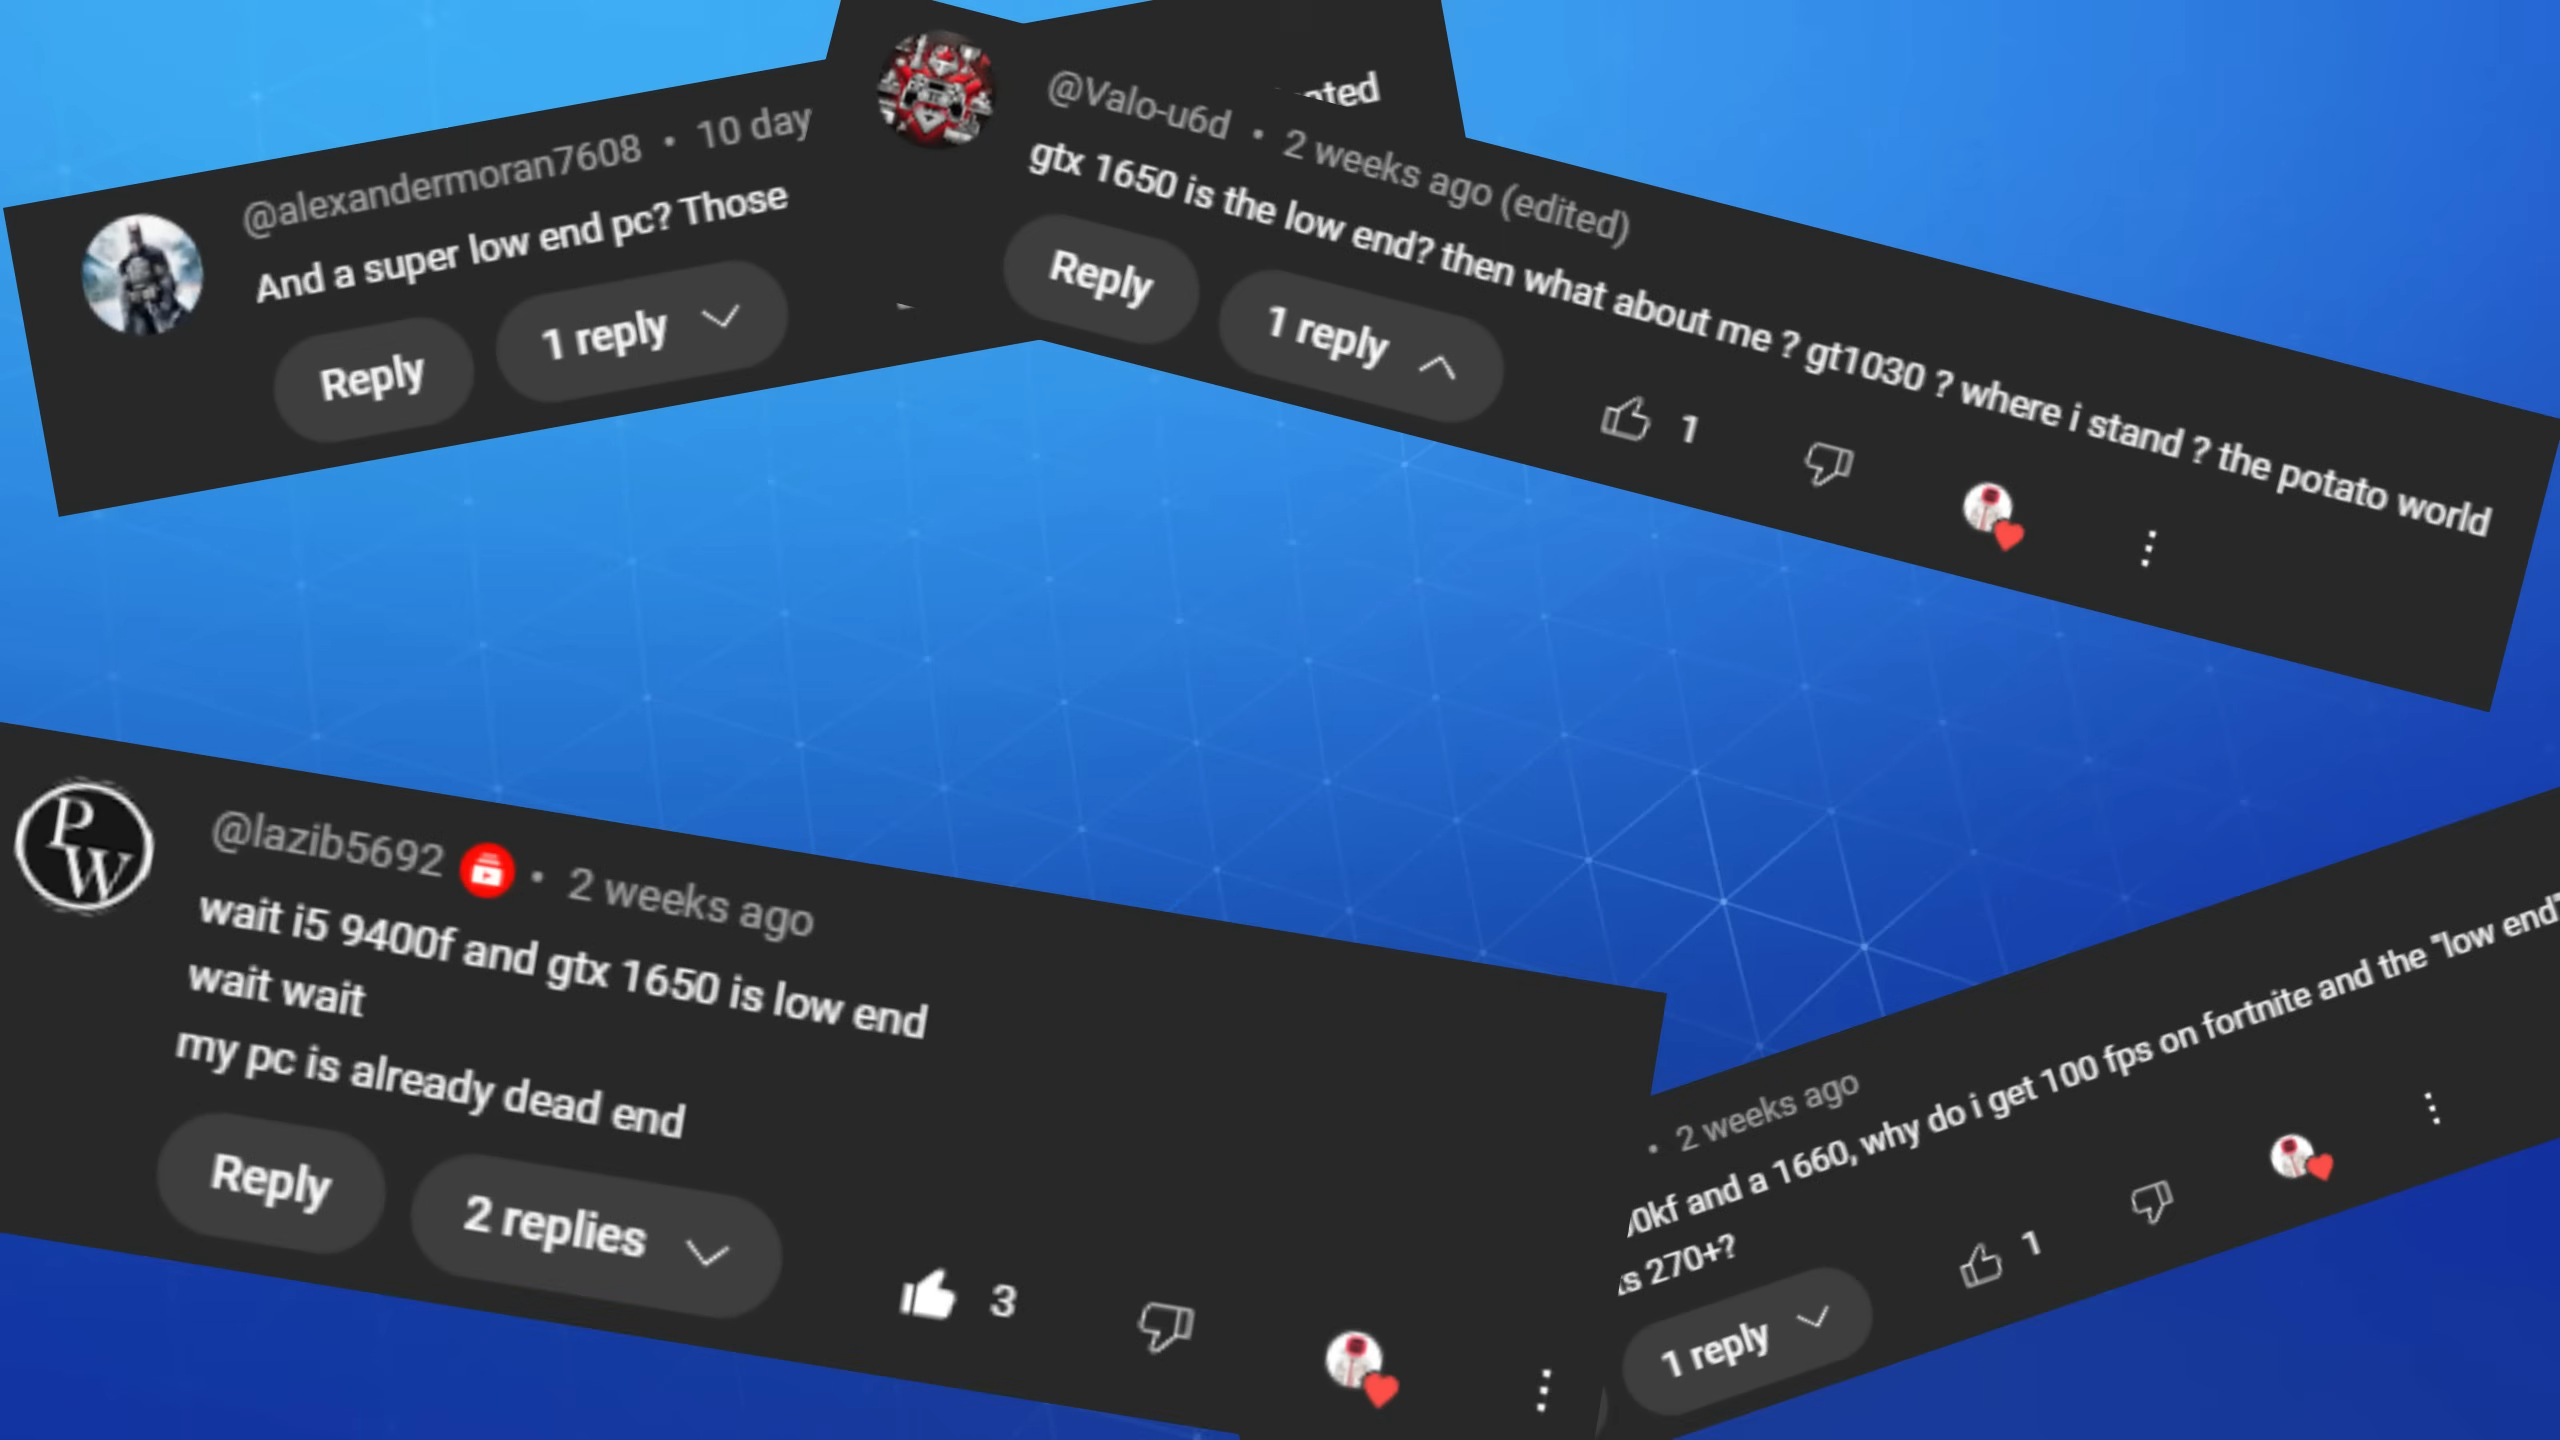 @alexandermoran7608 • 10 day
And a super low end pc? Those
Reply
1 reply
@Valo-u6d • 2 weeks ago (edited)
gtx 1650 is the low end? then what about me ? gt1030 ? where i stand ? the potato world
Reply
1 reply
1
@lazib5692 • 2 weeks ago
wait i5 9400f and gtx 1650 is low end
wait wait
my pc is already dead end
Reply
2 replies
3
PW
• 2 weeks ago
0kf and a 1660, why do i get 100 fps on fortnite and the "low end"
s 270+?
1 reply
1